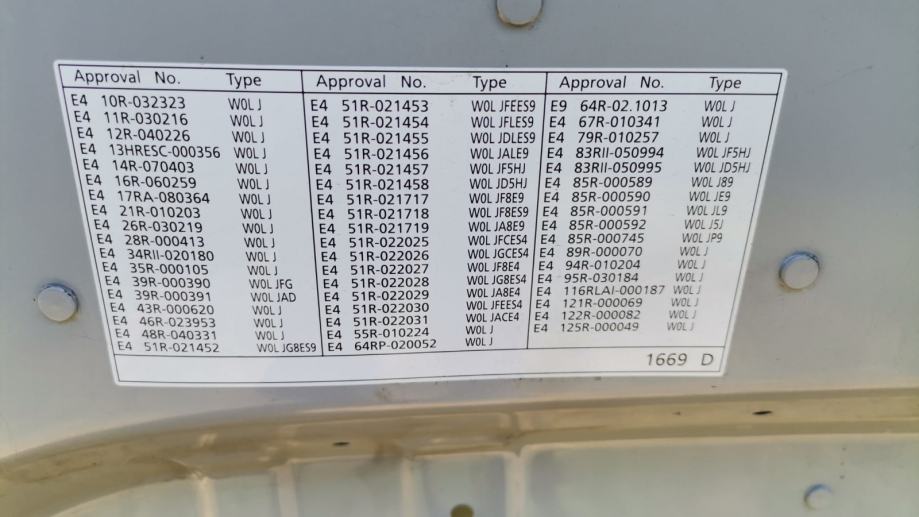 Approval No. Type
E4 10R-032323 W0L J
E4 11R-030216 W0L J
E4 12R-040226 W0L J
E4 13HRESC-000356 W0L J
E4 14R-070403 W0L J
E4 16R-060259 W0L J
E4 17RA-080364 W0L J
E4 21R-010203 W0L J
E4 26R-030219 W0L J
E4 28R-000413 W0L J
E4 34RII-020180 W0L J
E4 35R-000105 W0L J
E4 39R-000390 W0L JFG
E4 39R-000391 W0L JAD
E4 43R-000620 W0L J
E4 46R-023953 W0L J
E4 48R-040331 W0L J
E4 51R-021452 W0L JG8ES9
Approval No. Type
E4 51R-021453 W0L JFEES9
E4 51R-021454 W0L JFLES9
E4 51R-021455 W0L JDLES9
E4 51R-021456 W0L JALE9
E4 51R-021457 W0L JF5HJ
E4 51R-021458 W0L JD5HJ
E4 51R-021717 W0L JF8E9
E4 51R-021718 W0L JF8ES9
E4 51R-021719 W0L JA8E9
E4 51R-022025 W0L JFCES4
E4 51R-022026 W0L JGCES4
E4 51R-022027 W0L JF8E4
E4 51R-022028 W0L JG8ES4
E4 51R-022029 W0L JA8E4
E4 51R-022030 W0L JFEES4
E4 51R-022031 W0L JACE4
E4 55R-010224 W0L J
E4 64RP-020052 W0L J
Approval No. Type
E9 64R-02.1013 W0L J
E4 67R-010341 W0L J
E4 79R-010257 W0L J
E4 83RII-050994 W0L JF5HJ
E4 83RII-050995 W0L JD5HJ
E4 85R-000589 W0L J89
E4 85R-000590 W0L JE9
E4 85R-000591 W0L JL9
E4 85R-000592 W0L J5J
E4 85R-000745 W0L JP9
E4 89R-000070 W0L J
E4 94R-010204 W0L J
E4 95R-030184 W0L J
E4 116RLAI-000187 W0L J
E4 121R-000069 W0L J
E4 122R-000082 W0L J
E4 125R-000049 W0L J
1669 D